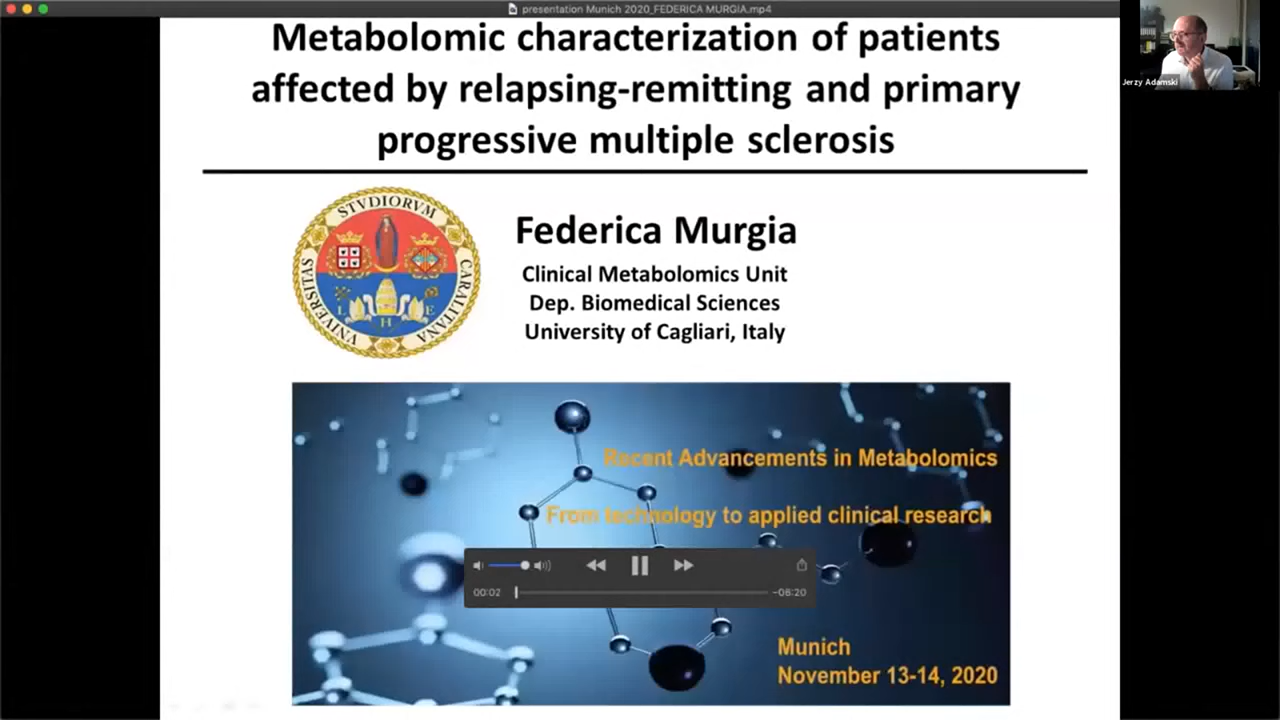 presentation Munich 2020_FEDERICA MURGIA.mp4
Jerzy Adamski
Metabolomic characterization of patients
affected by relapsing-remitting and primary
progressive multiple sclerosis
STVDIORVM
VNIVERSITAS
CARALITANA
L
H
E
Federica Murgia
Clinical Metabolomics Unit
Dep. Biomedical Sciences
University of Cagliari, Italy
Recent Advancements in Metabolomics
From technology to applied clinical research
00:02
-06:20
Munich
November 13-14, 2020